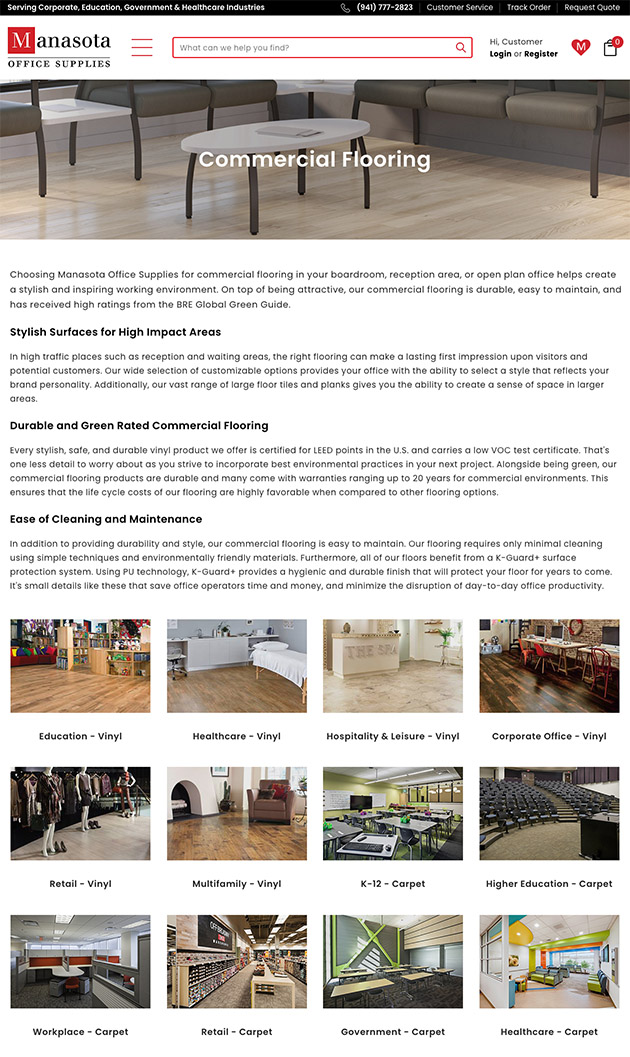 Serving Corporate, Education, Government & Healthcare Industries
(941) 777-2823
Customer Service
Track Order
Request Quote
Manasota
OFFICE SUPPLIES
What can we help you find?
Hi, Customer
Login or Register
M
0
Commercial Flooring
Choosing Manasota Office Supplies for commercial flooring in your boardroom, reception area, or open plan office helps create
a stylish and inspiring working environment. On top of being attractive, our commercial flooring is durable, easy to maintain, and
has received high ratings from the BRE Global Green Guide.
Stylish Surfaces for High Impact Areas
In high traffic places such as reception and waiting areas, the right flooring can make a lasting first impression upon visitors and
potential customers. Our wide selection of customizable options provides your office with the ability to select a style that reflects your
brand personality. Additionally, our vast range of large floor tiles and planks gives you the ability to create a sense of space in larger
areas.
Durable and Green Rated Commercial Flooring
Every stylish, safe, and durable vinyl product we offer is certified for LEED points in the U.S. and carries a low VOC test certificate. That's
one less detail to worry about as you strive to incorporate best environmental practices in your next project. Alongside being green, our
commercial flooring products are durable and many come with warranties ranging up to 20 years for commercial environments. This
ensures that the life cycle costs of our flooring are highly favorable when compared to other flooring options.
Ease of Cleaning and Maintenance
In addition to providing durability and style, our commercial flooring is easy to maintain. Our flooring requires only minimal cleaning
using simple techniques and environmentally friendly materials. Furthermore, all of our floors benefit from a K-Guard+ surface
protection system. Using PU technology, K-Guard+ provides a hygienic and durable finish that will protect your floor for years to come.
It's small details like these that save office operators time and money, and minimize the disruption of day-to-day office productivity.
THE SPA
Education - Vinyl
Healthcare - Vinyl
Hospitality & Leisure - Vinyl
Corporate Office - Vinyl
Retail - Vinyl
Multifamily - Vinyl
K-12 - Carpet
Higher Education - Carpet
OFF BROADWAY
Workplace - Carpet
Retail - Carpet
Government - Carpet
Healthcare - Carpet